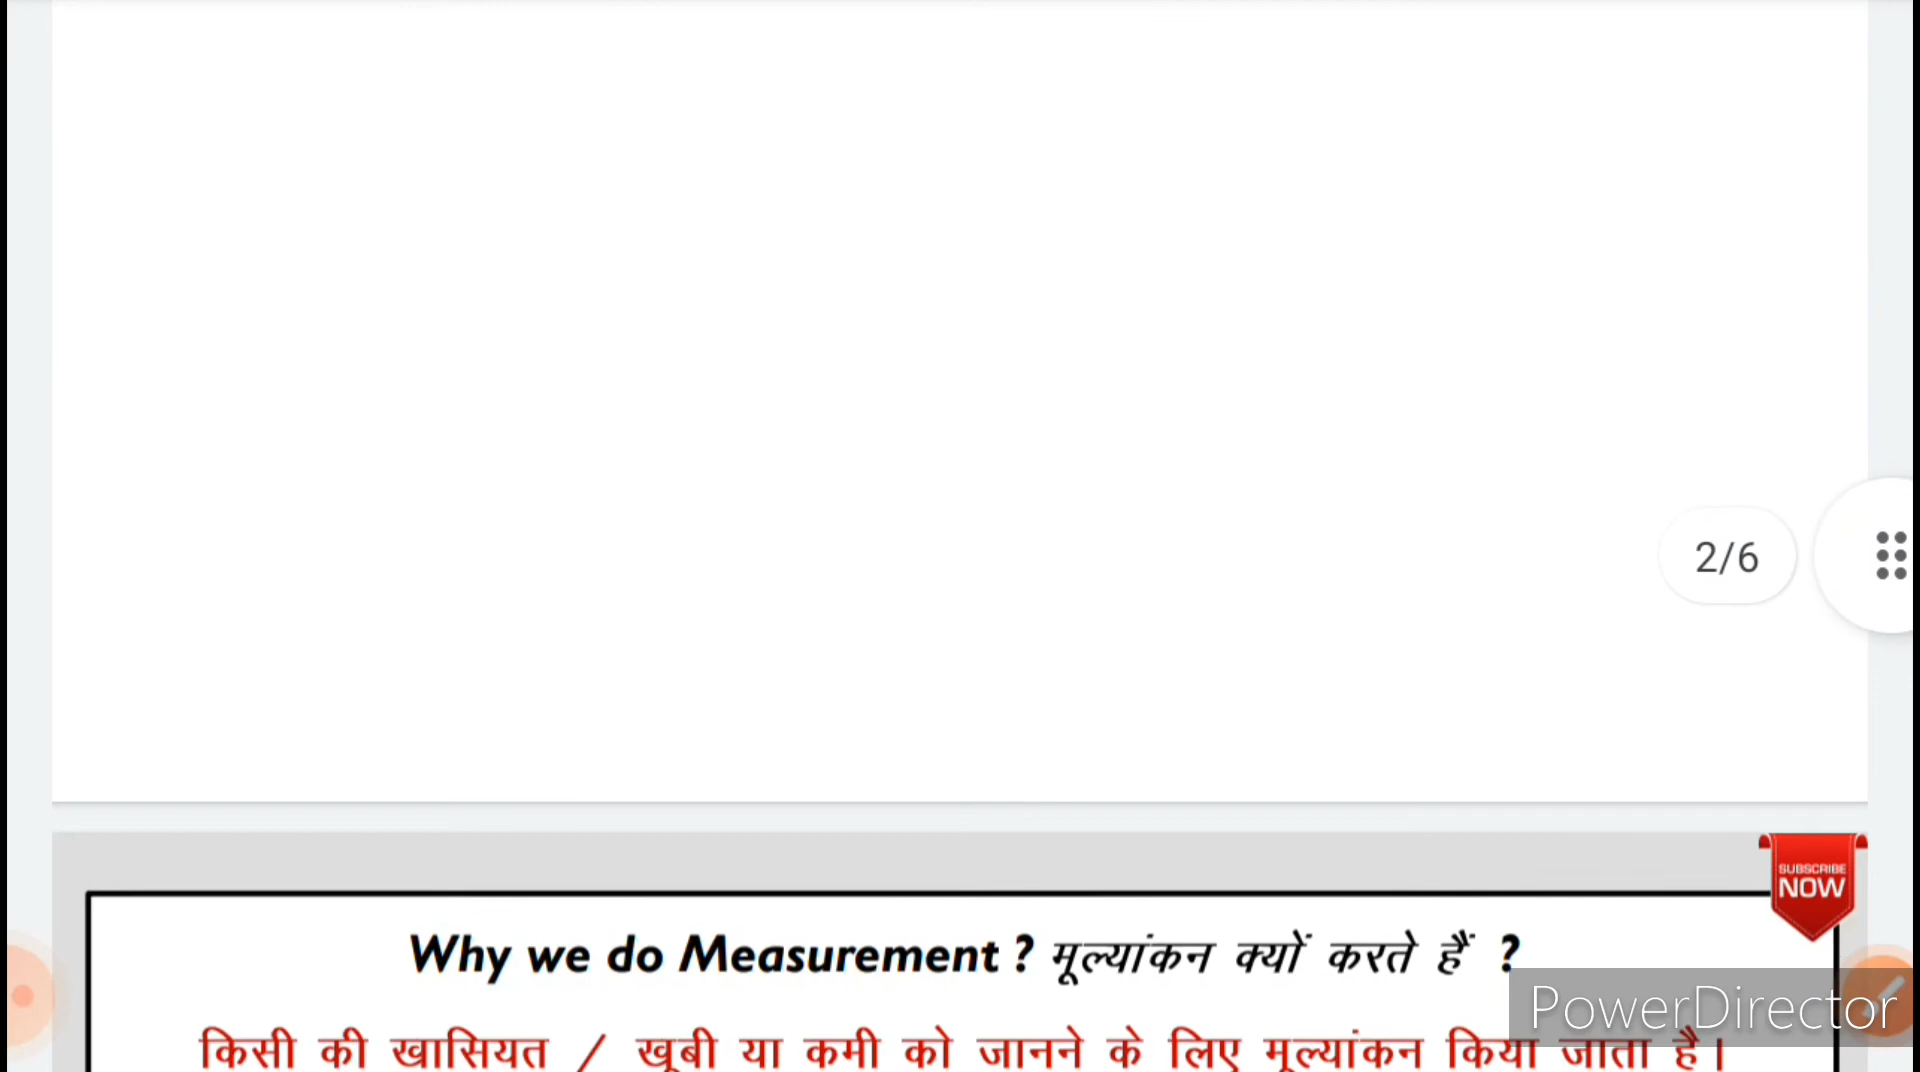 2/6
SUBSCRIBE
NOW
Why we do Measurement ? मूल्यांकन क्यों करते हैं ?
PowerDirector
किसी की खासियत / खूबी या कमी को जानने के लिए मूल्यांकन किया जाता है।